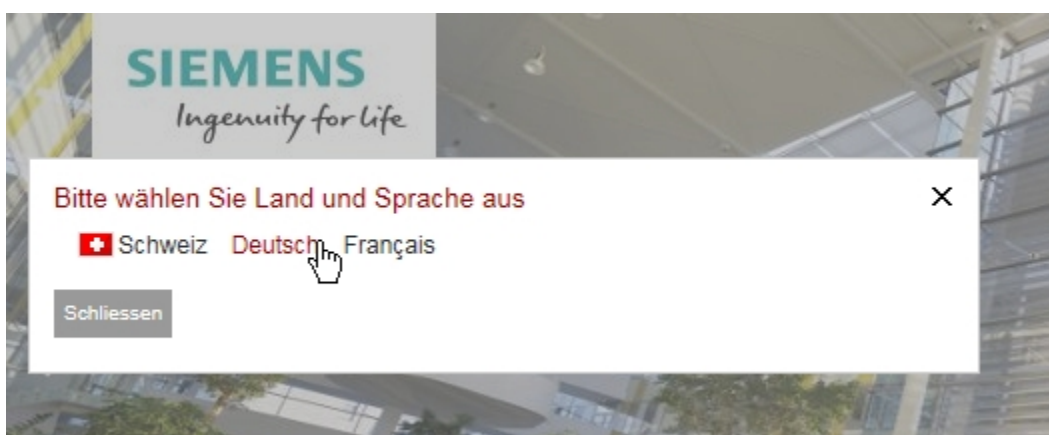 SIEMENS
Ingenuity for life
Bitte wählen Sie Land und Sprache aus
Schweiz Deutsch Français
Schliessen